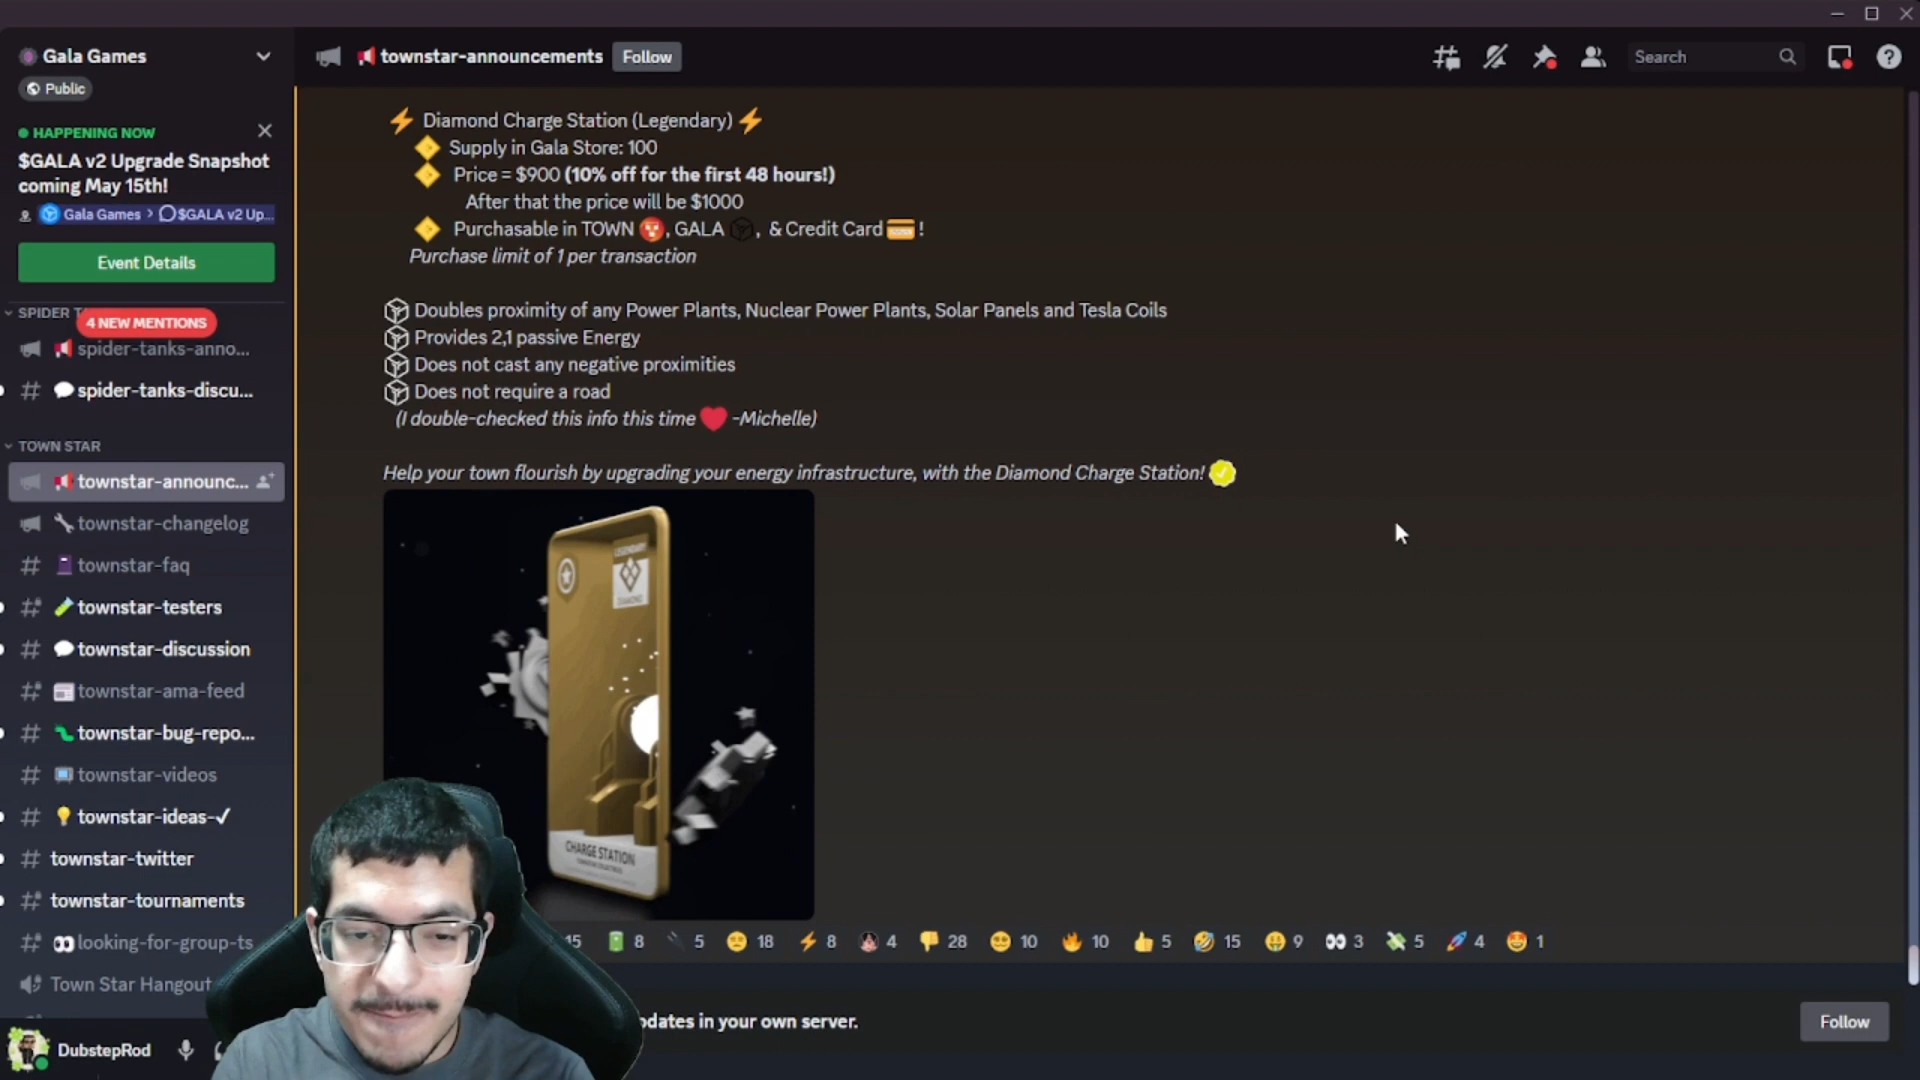 Gala Games
Public
HAPPENING NOW
$GALA v2 Upgrade Snapshot
coming May 15th!
Gala Games > $GALA v2 Up...
Event Details
SPIDER T
4 NEW MENTIONS
spider-tanks-anno...
spider-tanks-discu...
TOWN STAR
townstar-announc...
townstar-changelog
townstar-faq
townstar-testers
townstar-discussion
townstar-ama-feed
townstar-bug-repo...
townstar-videos
townstar-ideas-✓
townstar-twitter
townstar-tournaments
looking-for-group-ts
Town Star Hangout
DubstepRod
townstar-announcements
Follow
Search
Diamond Charge Station (Legendary)
Supply in Gala Store: 100
Price = $900 (10% off for the first 48 hours!)
After that the price will be $1000
Purchasable in TOWN , GALA , & Credit Card !
Purchase limit of 1 per transaction
Doubles proximity of any Power Plants, Nuclear Power Plants, Solar Panels and Tesla Coils
Provides 2,1 passive Energy
Does not cast any negative proximities
Does not require a road
(I double-checked this info this time -Michelle)
Help your town flourish by upgrading your energy infrastructure, with the Diamond Charge Station!
LEGENDARY
DIAMOND
CHARGE STATION
15 8 5 18 8 4 28 10 10 5 15 9 3 5 4 1
pdates in your own server.
Follow